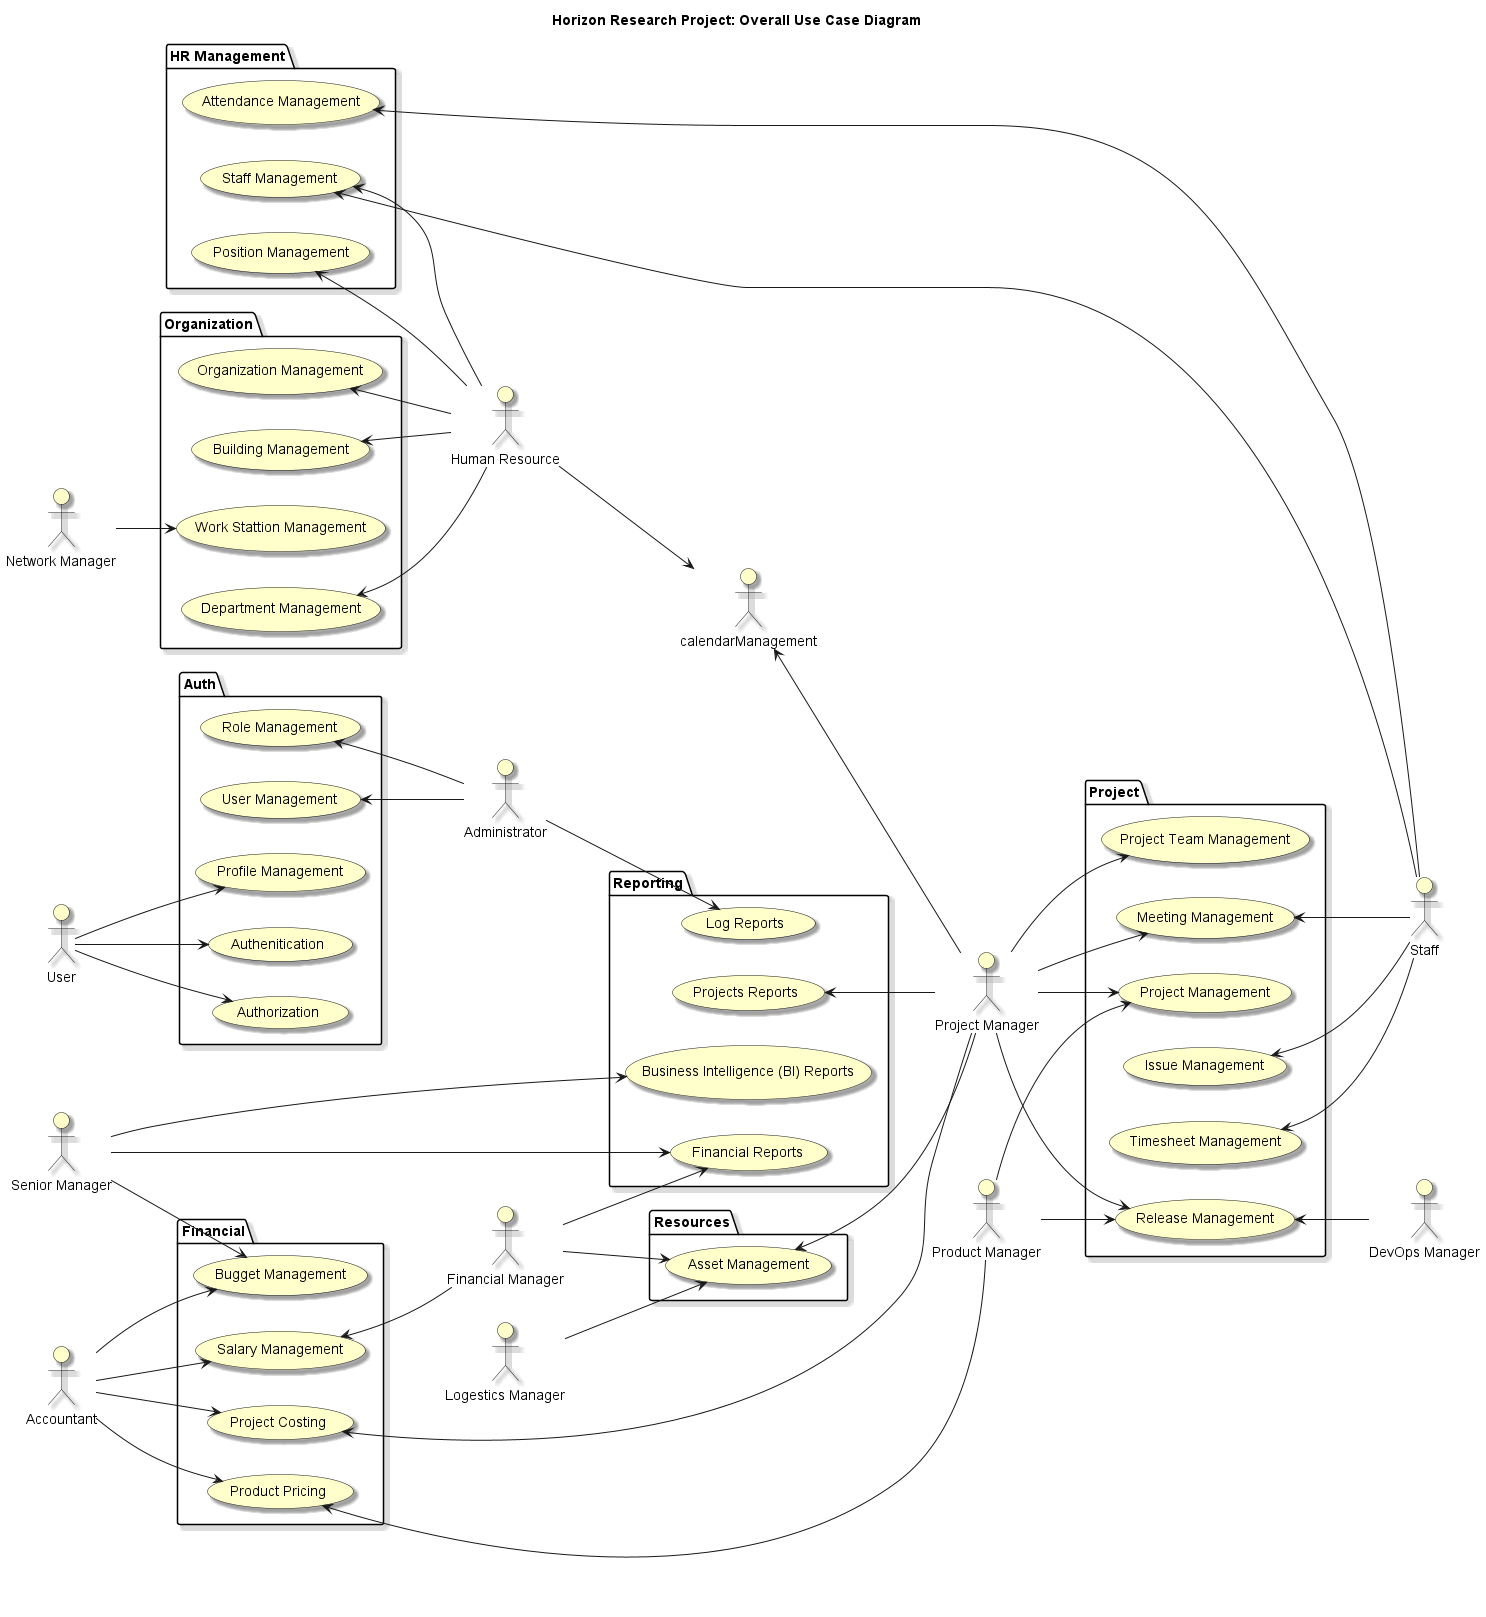 Horizon Research Project: Overall Use Case Diagram
HR Management
Attendance Management
Staff Management
Position Management
Organization
Organization Management
Building Management
Work Stattion Management
Department Management
Human Resource
Network Manager
calendarManagement
Auth
Role Management
User Management
Profile Management
Authenitication
Authorization
Administrator
User
Reporting
Log Reports
Projects Reports
Business Intelligence (BI) Reports
Financial Reports
Project Manager
Project
Project Team Management
Meeting Management
Project Management
Issue Management
Timesheet Management
Release Management
Staff
Senior Manager
Financial
Bugget Management
Salary Management
Project Costing
Product Pricing
Financial Manager
Resources
Asset Management
Product Manager
DevOps Manager
Logestics Manager
Accountant